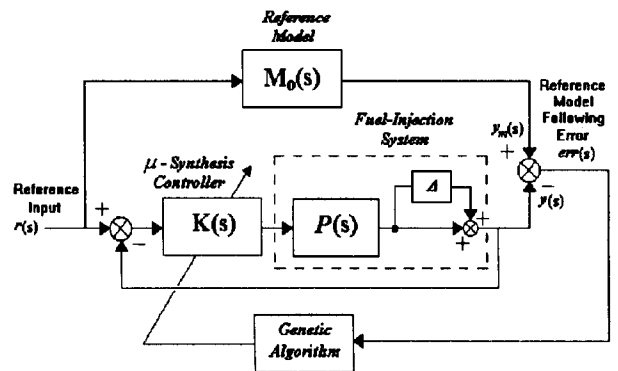 Reference
Model
M₀(s)
Reference
Model
Following
Error
err(s)
Fuel-Injection
System
yₘ(s)
+
μ - Synthesis
Controller
Δ
−
y(s)
Reference
Input
r(s)
+
K(s)
P(s)
+
+
−
Genetic
Algorithm